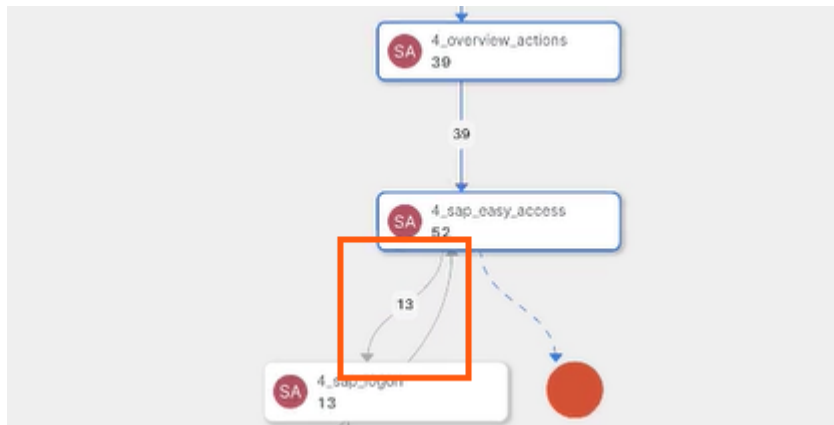 SA 4_overview_actions
39
39
SA 4_sap_easy_access
52
13
SA 4_sap_logon
13